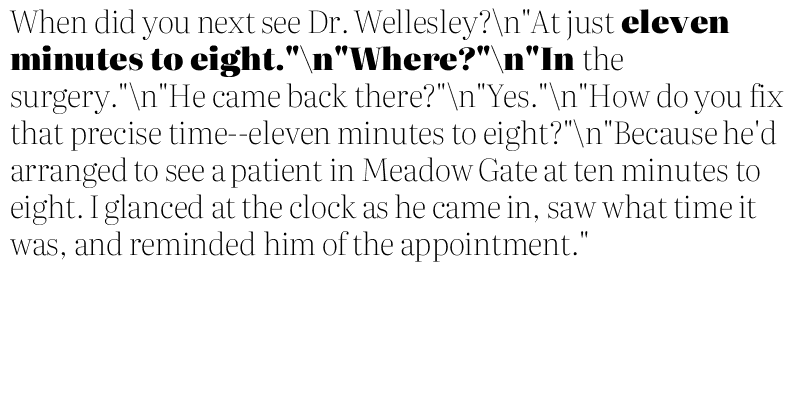 When did you next see Dr. Wellesley?\n"At just eleven
minutes to eight."\n"Where?"\n"In the
surgery."\n"He came back there?"\n"Yes."\n"How do you fix
that precise time--eleven minutes to eight?"\n"Because he'd
arranged to see a patient in Meadow Gate at ten minutes to
eight. I glanced at the clock as he came in, saw what time it
was, and reminded him of the appointment."